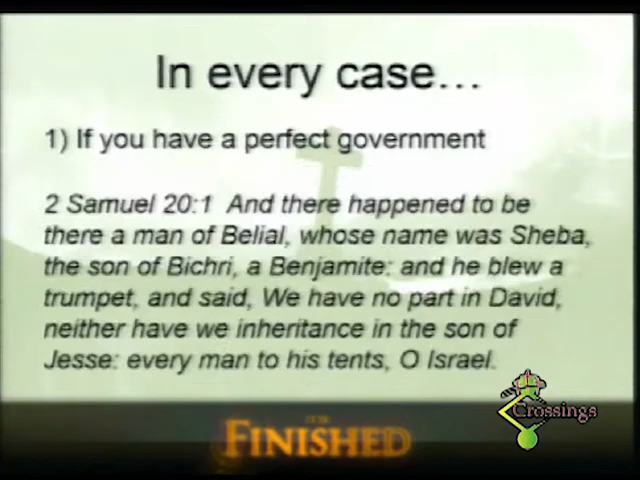 In every case…
1) If you have a perfect government
2 Samuel 20:1 And there happened to be
there a man of Belial, whose name was Sheba,
the son of Bichri, a Benjamite: and he blew a
trumpet, and said, We have no part in David,
neither have we inheritance in the son of
Jesse: every man to his tents, O Israel.
Crossings
FINISHED